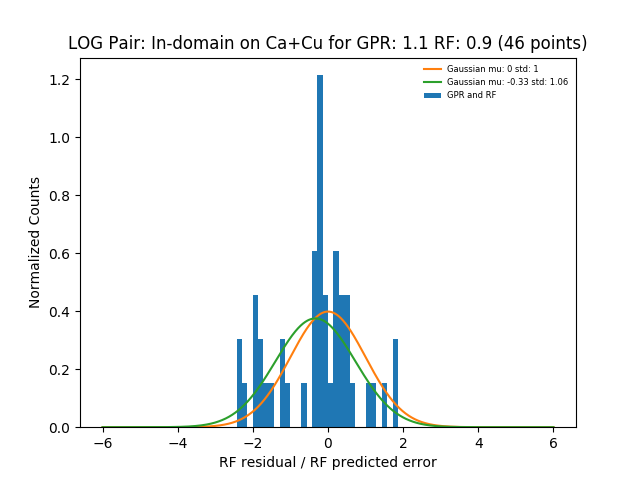 LOG Pair: In-domain on Ca+Cu for GPR: 1.1 RF: 0.9 (46 points)
Gaussian mu: 0 std: 1
Gaussian mu: -0.33 std: 1.06
GPR and RF
Normalized Counts
1.2
1.0
0.8
0.6
0.4
0.2
0.0
−6 −4 −2 0 2 4 6
RF residual / RF predicted error